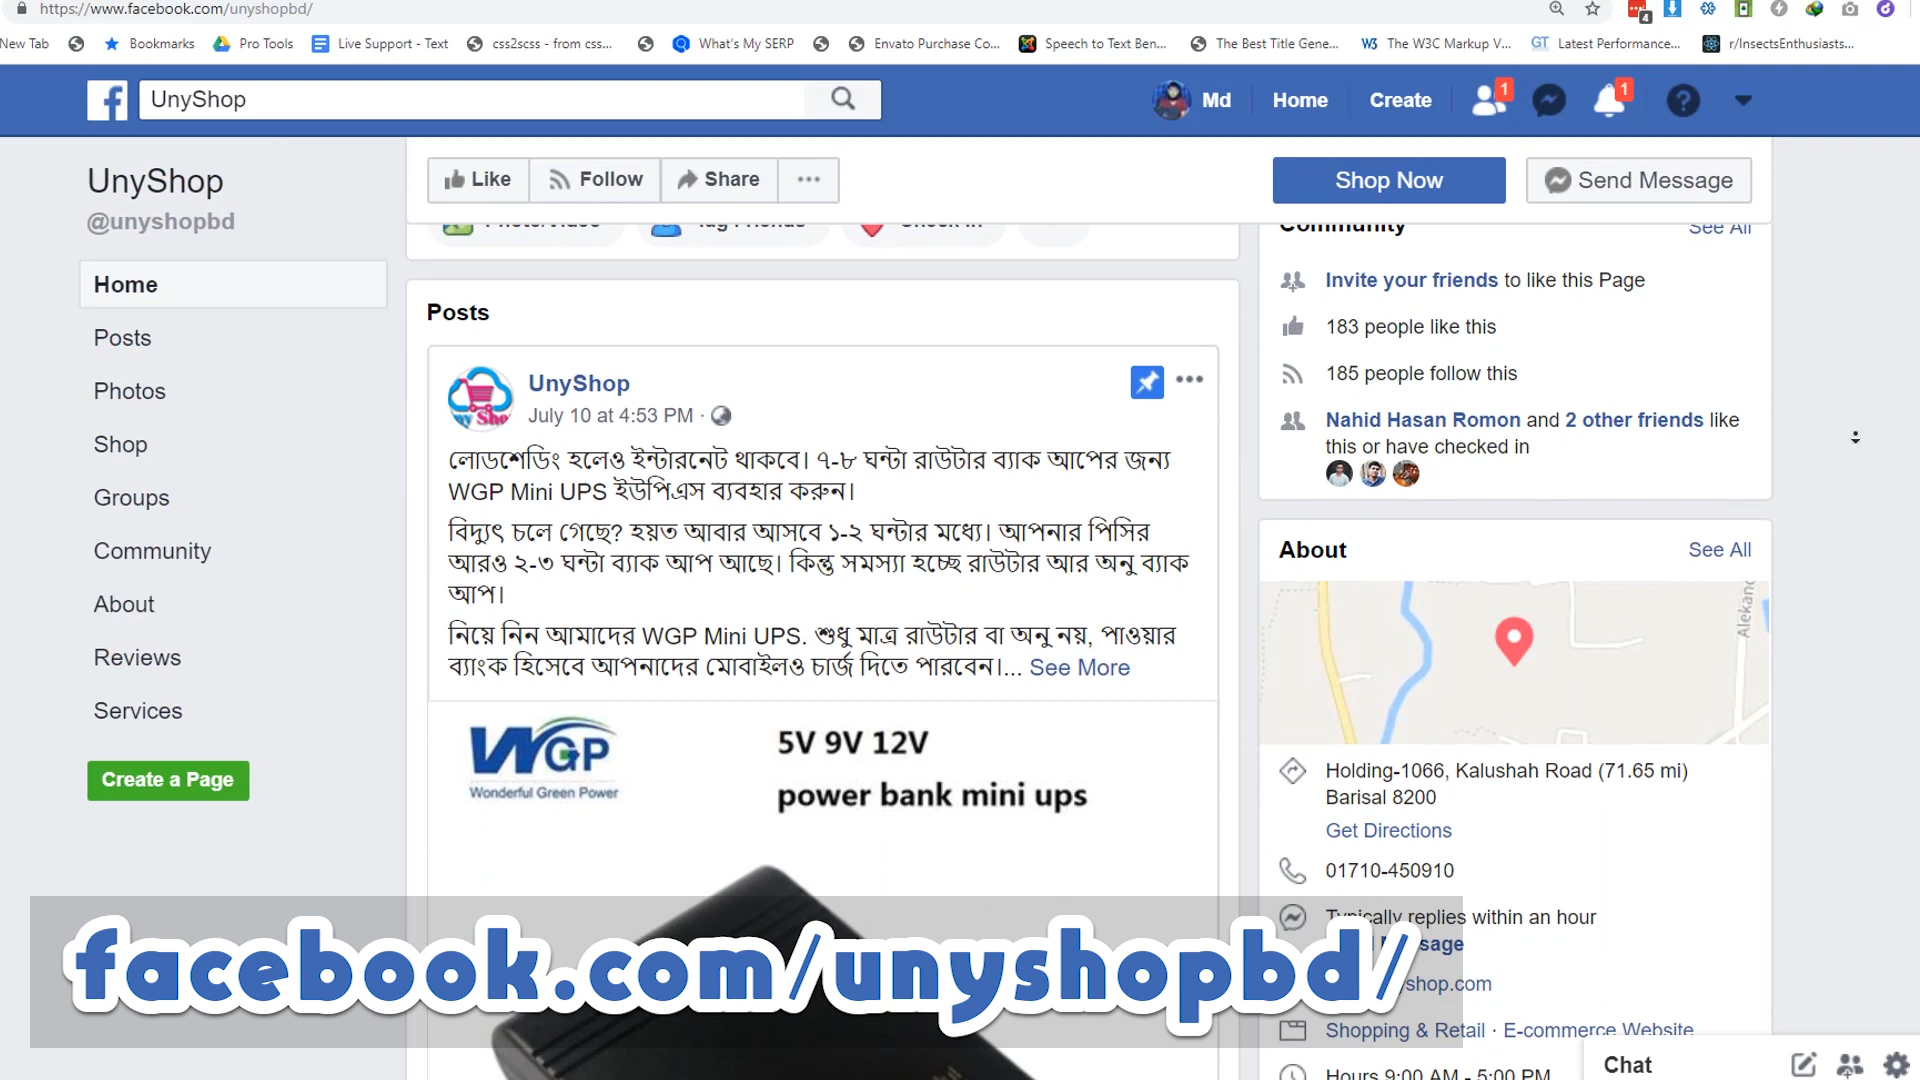 https://www.facebook.com/unyshopbd/
New Tab Bookmarks Pro Tools Live Support - Text css2scss - from css... What's My SERP Envato Purchase Co... Speech to Text Ben... The Best Title Gene... W3 The W3C Markup V... GT Latest Performance... r/InsectsEnthusiasts...
UnyShop Md Home Create 1 1
UnyShop
@unyshopbd
Like Follow Share Shop Now Send Message
Home
Posts
Photos
Shop
Groups
Community
About
Reviews
Services
Create a Page
Posts
UnyShop
July 10 at 4:53 PM ·
লোডশেডিং হলেও ইন্টারনেট থাকবে। ৭-৮ ঘন্টা রাউটার ব্যাক আপের জন্য
WGP Mini UPS ইউপিএস ব্যবহার করুন।
বিদ্যুৎ চলে গেছে? হয়ত আবার আসবে ১-২ ঘন্টার মধ্যে। আপনার পিসির
আরও ২-৩ ঘন্টা ব্যাক আপ আছে। কিন্তু সমস্যা হচ্ছে রাউটার আর অনু ব্যাক
আপ।
নিয়ে নিন আমাদের WGP Mini UPS. শুধু মাত্র রাউটার বা অনু নয়, পাওয়ার
ব্যাংক হিসেবে আপনাদের মোবাইলও চার্জ দিতে পারবেন।... See More
WGP
Wonderful Green Power
5V 9V 12V
power bank mini ups
facebook.com/unyshopbd/
Community See All
Invite your friends to like this Page
183 people like this
185 people follow this
Nahid Hasan Romon and 2 other friends like
this or have checked in
About See All
Alekand
Holding-1066, Kalushah Road (71.65 mi)
Barisal 8200
Get Directions
01710-450910
Typically replies within an hour
shop.com
Shopping & Retail · E-commerce Website
Hours 9:00 AM - 5:00 PM
Chat